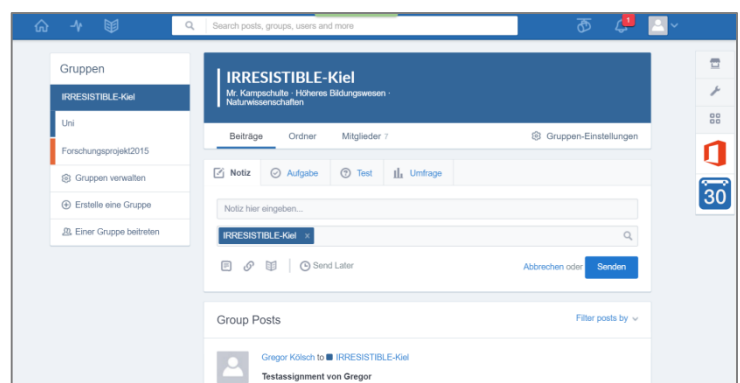 Search posts, groups, users and more
1
Gruppen
IRRESISTIBLE-Kiel
Uni
Forschungsprojekt2015
Gruppen verwalten
Erstelle eine Gruppe
Einer Gruppe beitreten
IRRESISTIBLE-Kiel
Mr. Kampschulte · Höheres Bildungswesen ·
Naturwissenschaften
Beiträge Ordner Mitglieder 7 Gruppen-Einstellungen
Notiz Aufgabe Test Umfrage
Notiz hier eingeben...
IRRESISTIBLE-Kiel ×
Send Later Abbrechen oder Senden
Group Posts Filter posts by
Gregor Kölsch to IRRESISTIBLE-Kiel
Testassignment von Gregor
30